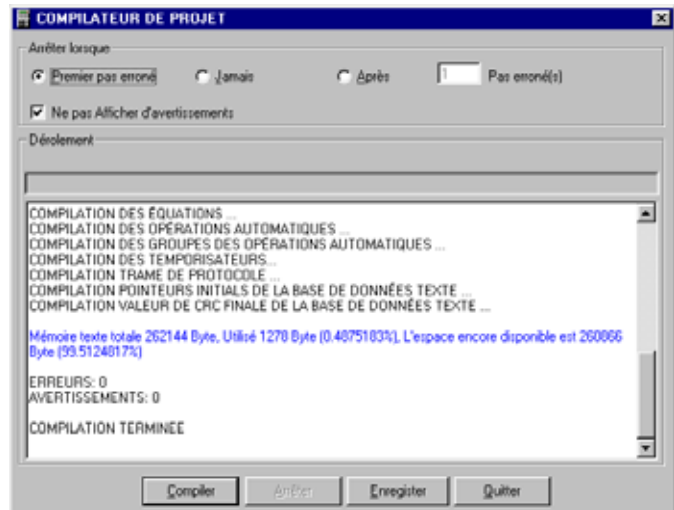 COMPILATEUR DE PROJET
Arrêter lorsque
Premier pas erroné
Jamais
Après
1
Pas erroné(s)
Ne pas Afficher d'avertissements
Dérolement
COMPILATION DES ÉQUATIONS ...
COMPILATION DES OPÉRATIONS AUTOMATIQUES ...
COMPILATION DES GROUPES DES OPÉRATIONS AUTOMATIQUES ...
COMPILATION DES TEMPORISATEURS...
COMPILATION TRAME DE PROTOCOLE ...
COMPILATION POINTEURS INITIALS DE LA BASE DE DONNÉES TEXTE ...
COMPILATION VALEUR DE CRC FINALE DE LA BASE DE DONNÉES TEXTE ...
Mémoire texte totale 262144 Byte, Utilisé 1278 Byte (0.4875183%), L'espace encore disponible est 260866
Byte (99.5124817%)
ERREURS: 0
AVERTISSEMENTS: 0
COMPILATION TERMINEE
Compiler
Arrêter
Enregister
Quitter